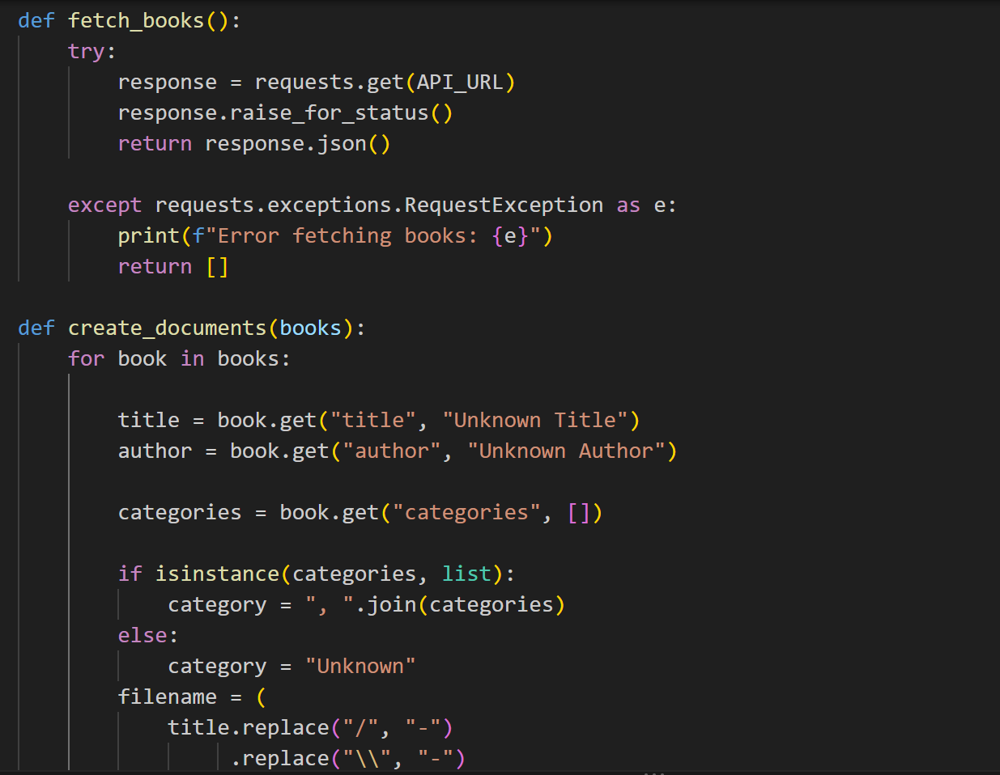 def fetch_books():
    try:
        response = requests.get(API_URL)
        response.raise_for_status()
        return response.json()

    except requests.exceptions.RequestException as e:
        print(f"Error fetching books: {e}")
        return []

def create_documents(books):
    for book in books:

        title = book.get("title", "Unknown Title")
        author = book.get("author", "Unknown Author")

        categories = book.get("categories", [])

        if isinstance(categories, list):
            category = ", ".join(categories)
        else:
            category = "Unknown"
        filename = (
            title.replace("/", "-")
                 .replace("\\", "-")